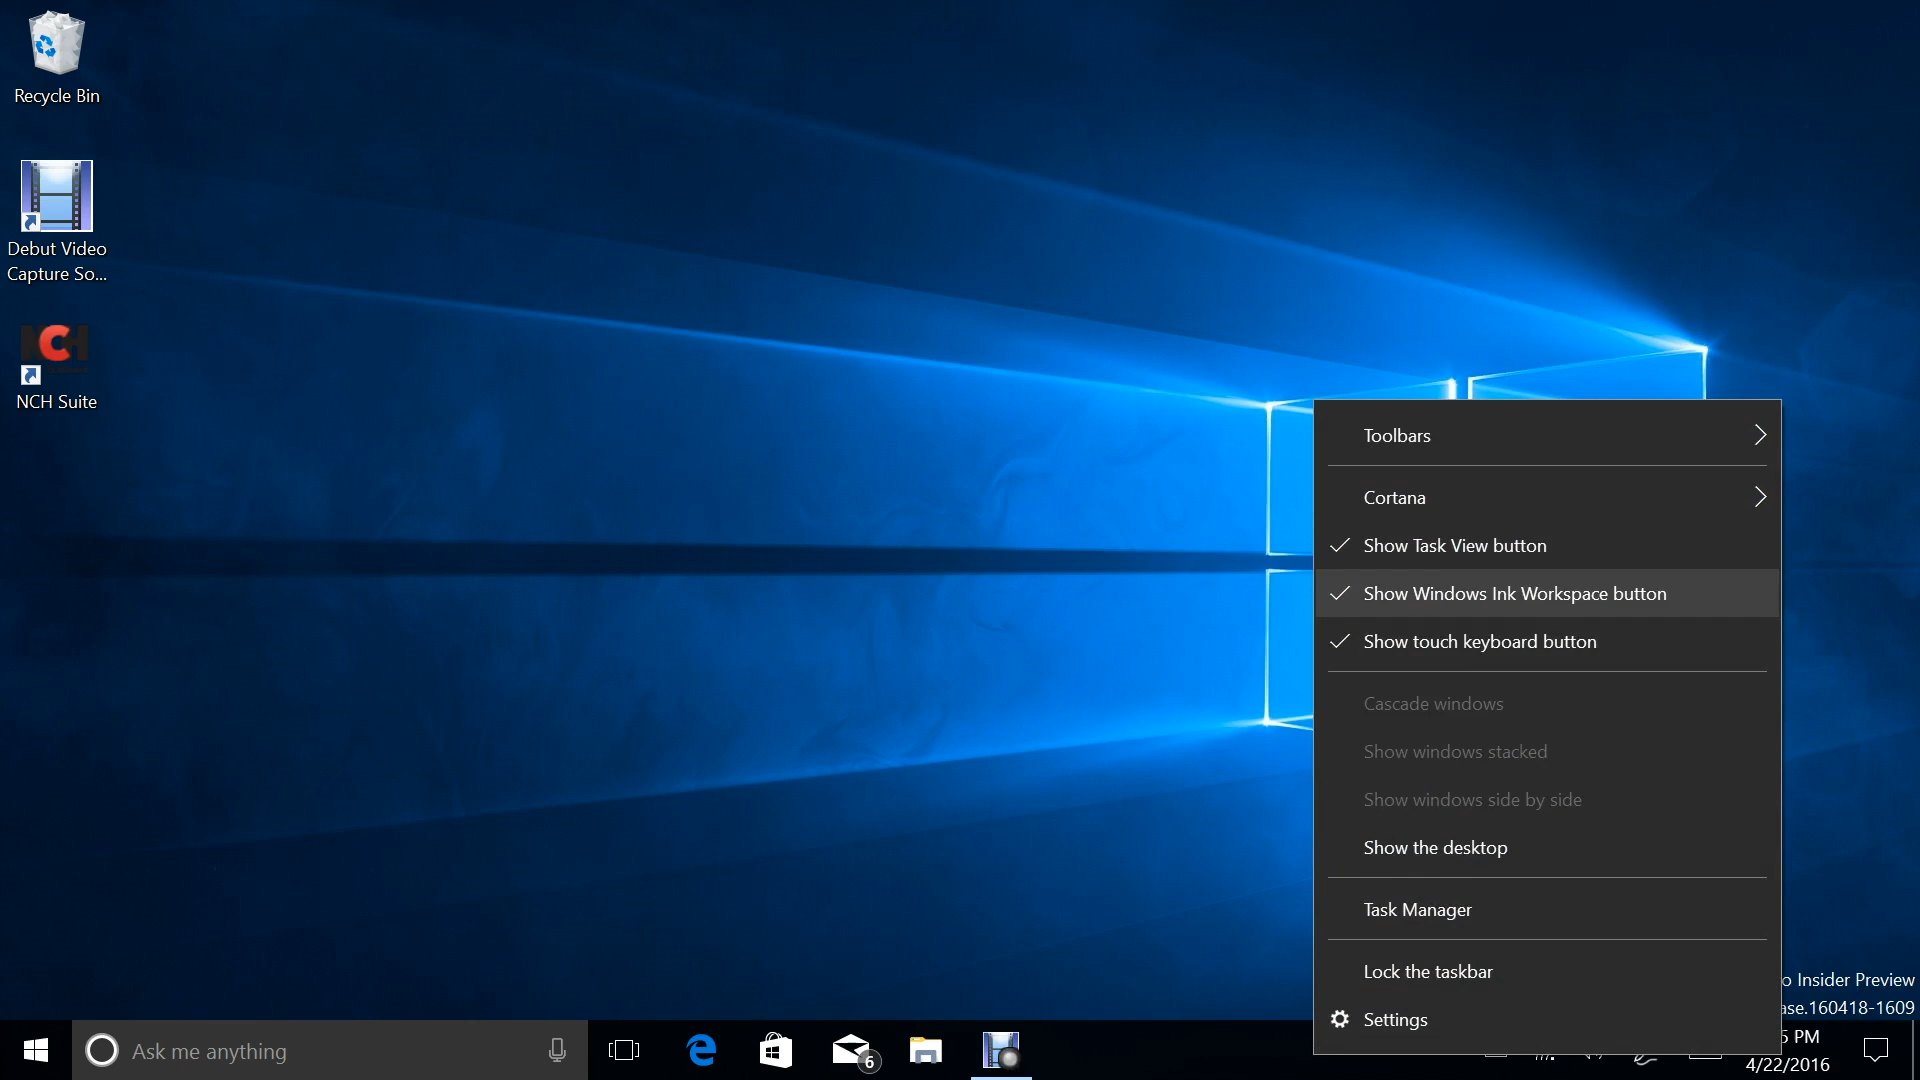 Recycle Bin
Debut Video
Capture So...
NCH
NCH Suite
Toolbars
Cortana
Show Task View button
Show Windows Ink Workspace button
Show touch keyboard button
Cascade windows
Show windows stacked
Show windows side by side
Show the desktop
Task Manager
Lock the taskbar
Settings
o Insider Preview
ase.160418-1609
Ask me anything
6
5 PM
4/22/2016